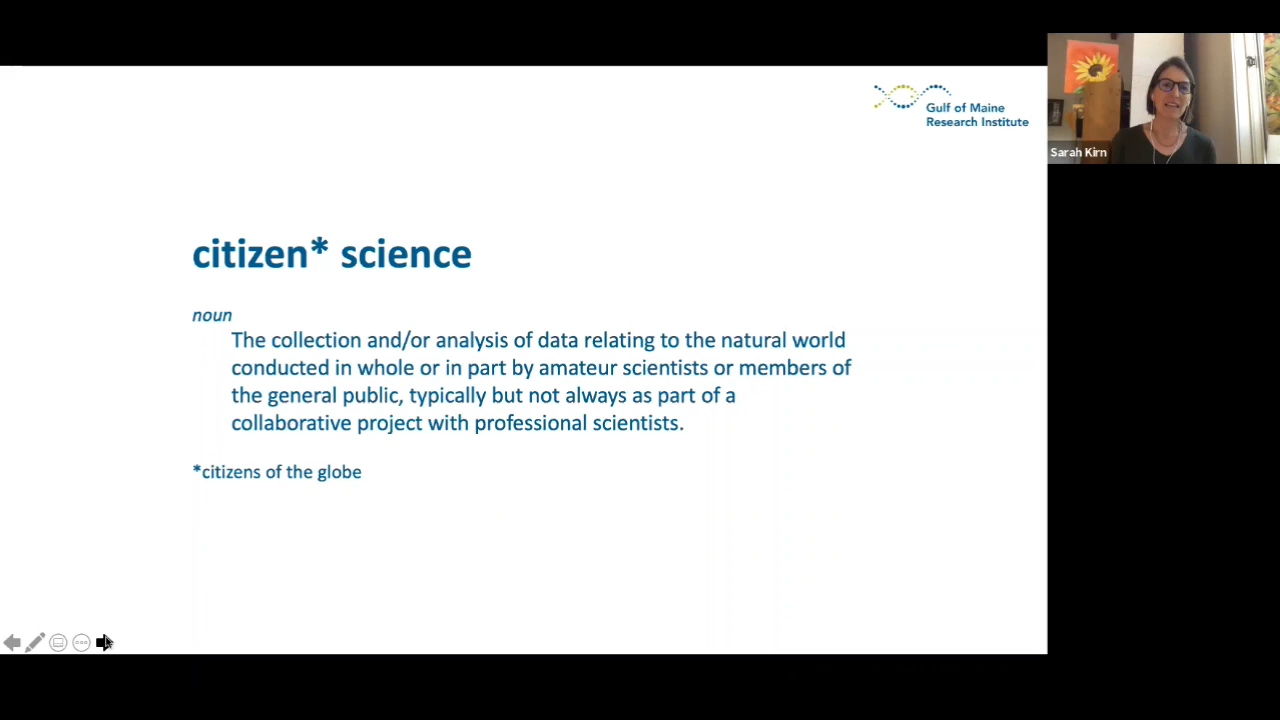 Gulf of Maine
Research Institute
Sarah Kirn
citizen* science
noun
The collection and/or analysis of data relating to the natural world
conducted in whole or in part by amateur scientists or members of
the general public, typically but not always as part of a
collaborative project with professional scientists.
*citizens of the globe